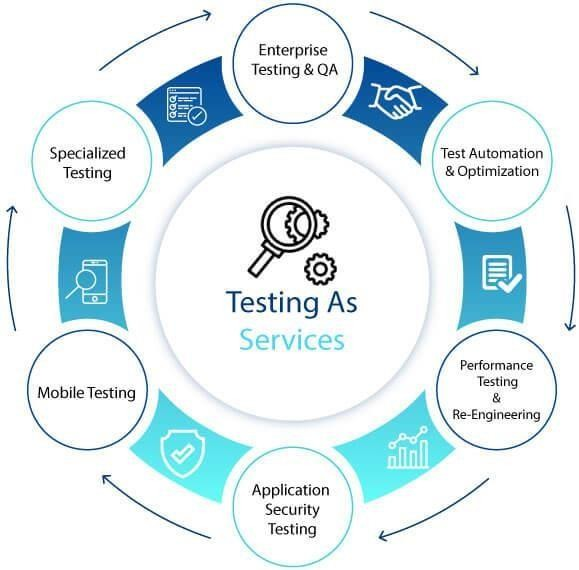 Enterprise
Testing & QA
Test Automation
& Optimization
Performance
Testing
&
Re-Engineering
Application
Security
Testing
Mobile Testing
Specialized
Testing
Testing As
Services